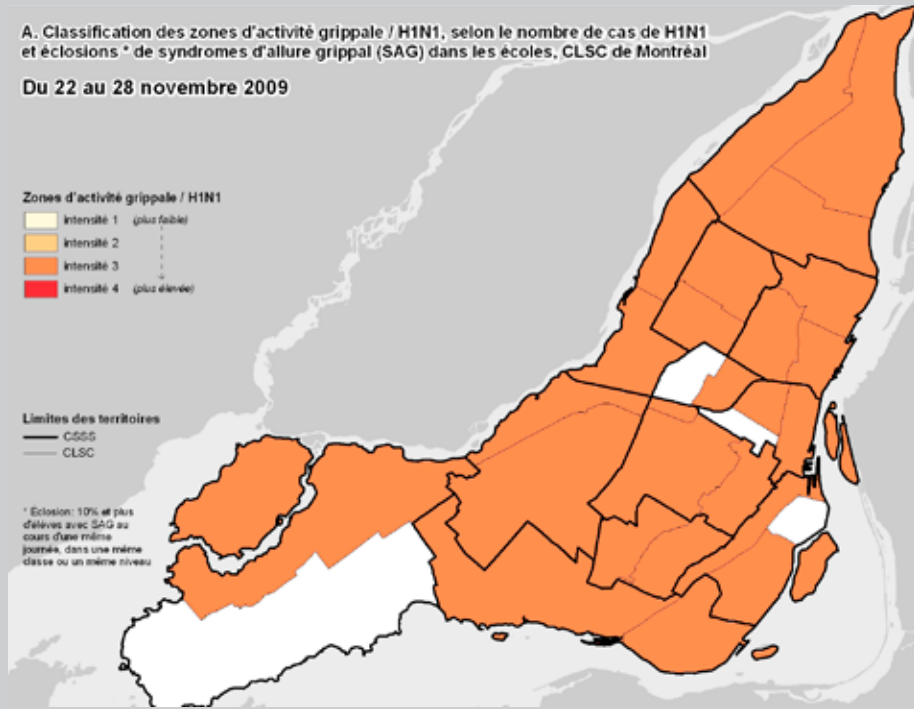 A. Classification des zones d'activité grippale / H1N1, selon le nombre de cas de H1N1
et éclosions * de syndromes d'allure grippal (SAG) dans les écoles, CLSC de Montréal
Du 22 au 28 novembre 2009
Zones d'activité grippale / H1N1
intensité 1 (plus faible)
intensité 2
intensité 3
intensité 4 (plus élevée)
Limites des territoires
CSSS
CLSC
* Éclosion: 10% et plus
d'élèves avec SAG au
cours d'une même
journée, dans une même
classe ou un même niveau